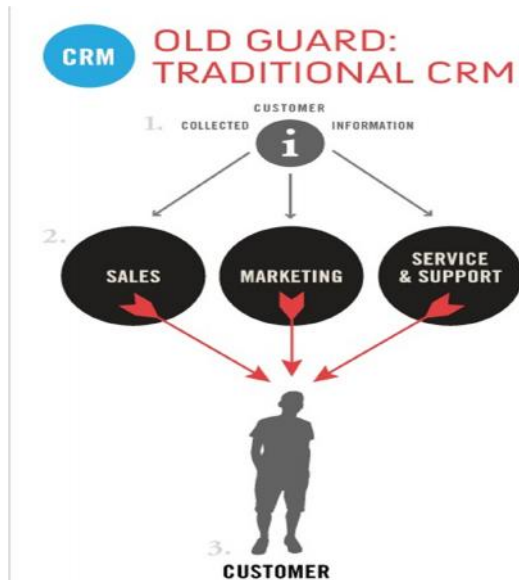 CRM
OLD GUARD:
TRADITIONAL CRM
CUSTOMER
1. COLLECTED INFORMATION
i
2.
SALES
MARKETING
SERVICE
& SUPPORT
3.
CUSTOMER